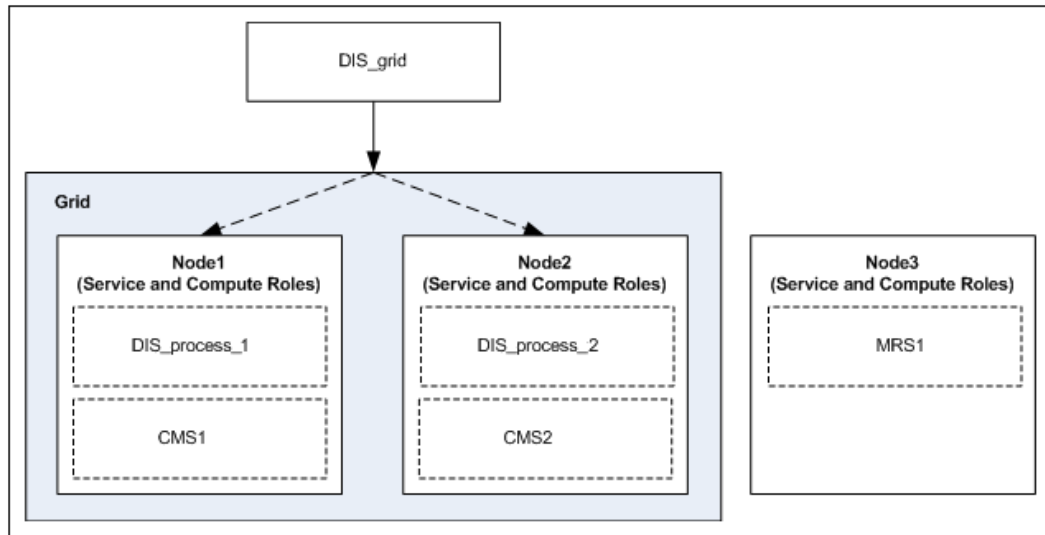 DIS_grid
Grid
Node1
(Service and Compute Roles)
DIS_process_1
CMS1
Node2
(Service and Compute Roles)
DIS_process_2
CMS2
Node3
(Service and Compute Roles)
MRS1